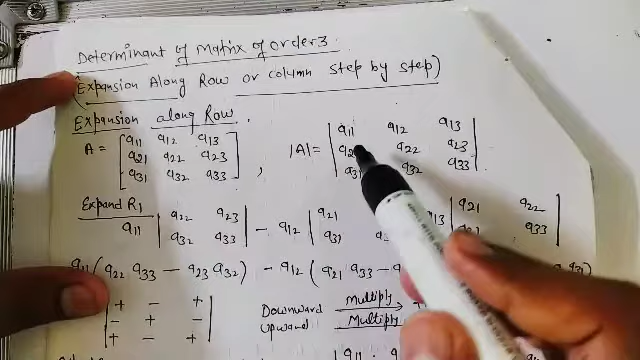 Determinant of Matrix of order 3
(Expansion Along Row or column step by step)
Expansion along Row.
A = [a11 a12 a13
a21 a22 a23
a31 a32 a33] , |A| = |a11 a12 a13
a22 a23
a31 a32 a33| .
Expand R1
a11 |a22 a23
a32 a33| - a12 |a21
a31
a13 |a21 a22
a33|
a11 (a22 a33 - a23 a32) - a12 (a21 a33 - a
|+ - +
- + -
+ - +|
Downward Multiply
upward Multiply